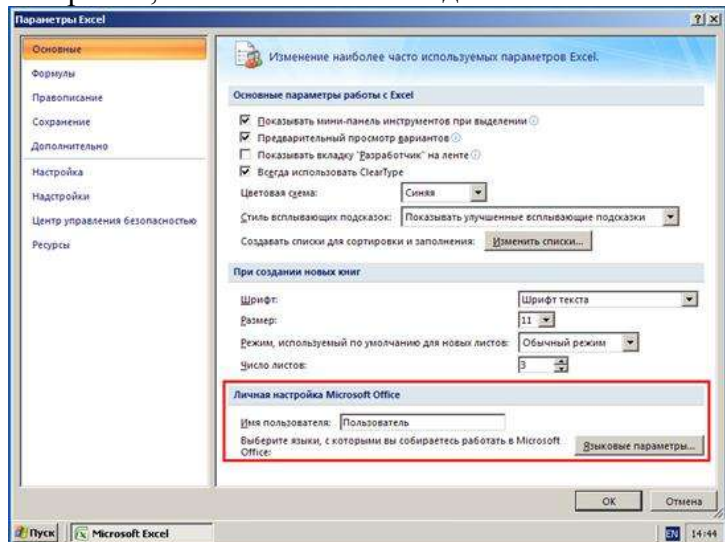 Параметры Excel
Основные
Формулы
Правописание
Сохранение
Дополнительно
Настройка
Надстройки
Центр управления безопасностью
Ресурсы
Изменение наиболее часто используемых параметров Excel.
Основные параметры работы с Excel
Показывать мини-панель инструментов при выделении
Предварительный просмотр вариантов
Показывать вкладку "Разработчик" на ленте
Всегда использовать ClearType
Цветовая схема: Синяя
Стиль всплывающих подсказок: Показывать улучшенные всплывающие подсказки
Создавать списки для сортировки и заполнения: Изменить списки...
При создании новых книг
Шрифт: Шрифт текста
Размер: 11
Режим, используемый по умолчанию для новых листов: Обычный режим
Число листов: 3
Личная настройка Microsoft Office
Имя пользователя: Пользователь
Выберите языки, с которыми вы собираетесь работать в Microsoft
Office: Языковые параметры...
ОК Отмена
Пуск Microsoft Excel EN 14:44